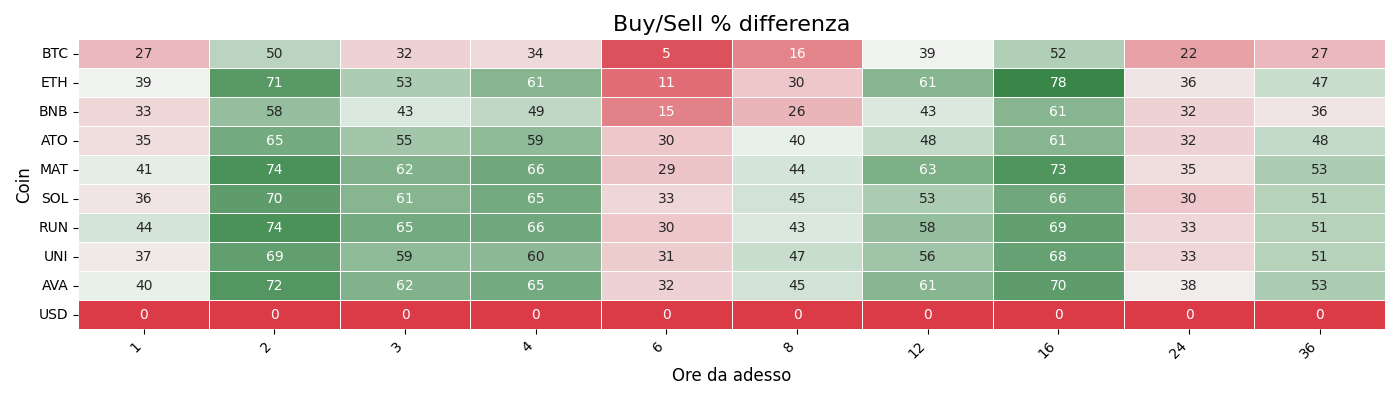 Buy/Sell % differenza
Coin
BTC 27 50 32 34 5 16 39 52 22 27
ETH 39 71 53 61 11 30 61 78 36 47
BNB 33 58 43 49 15 26 43 61 32 36
ATO 35 65 55 59 30 40 48 61 32 48
MAT 41 74 62 66 29 44 63 73 35 53
SOL 36 70 61 65 33 45 53 66 30 51
RUN 44 74 65 66 30 43 58 69 33 51
UNI 37 69 59 60 31 47 56 68 33 51
AVA 40 72 62 65 32 45 61 70 38 53
USD 0 0 0 0 0 0 0 0 0 0
1 2 3 4 6 8 12 16 24 36
Ore da adesso